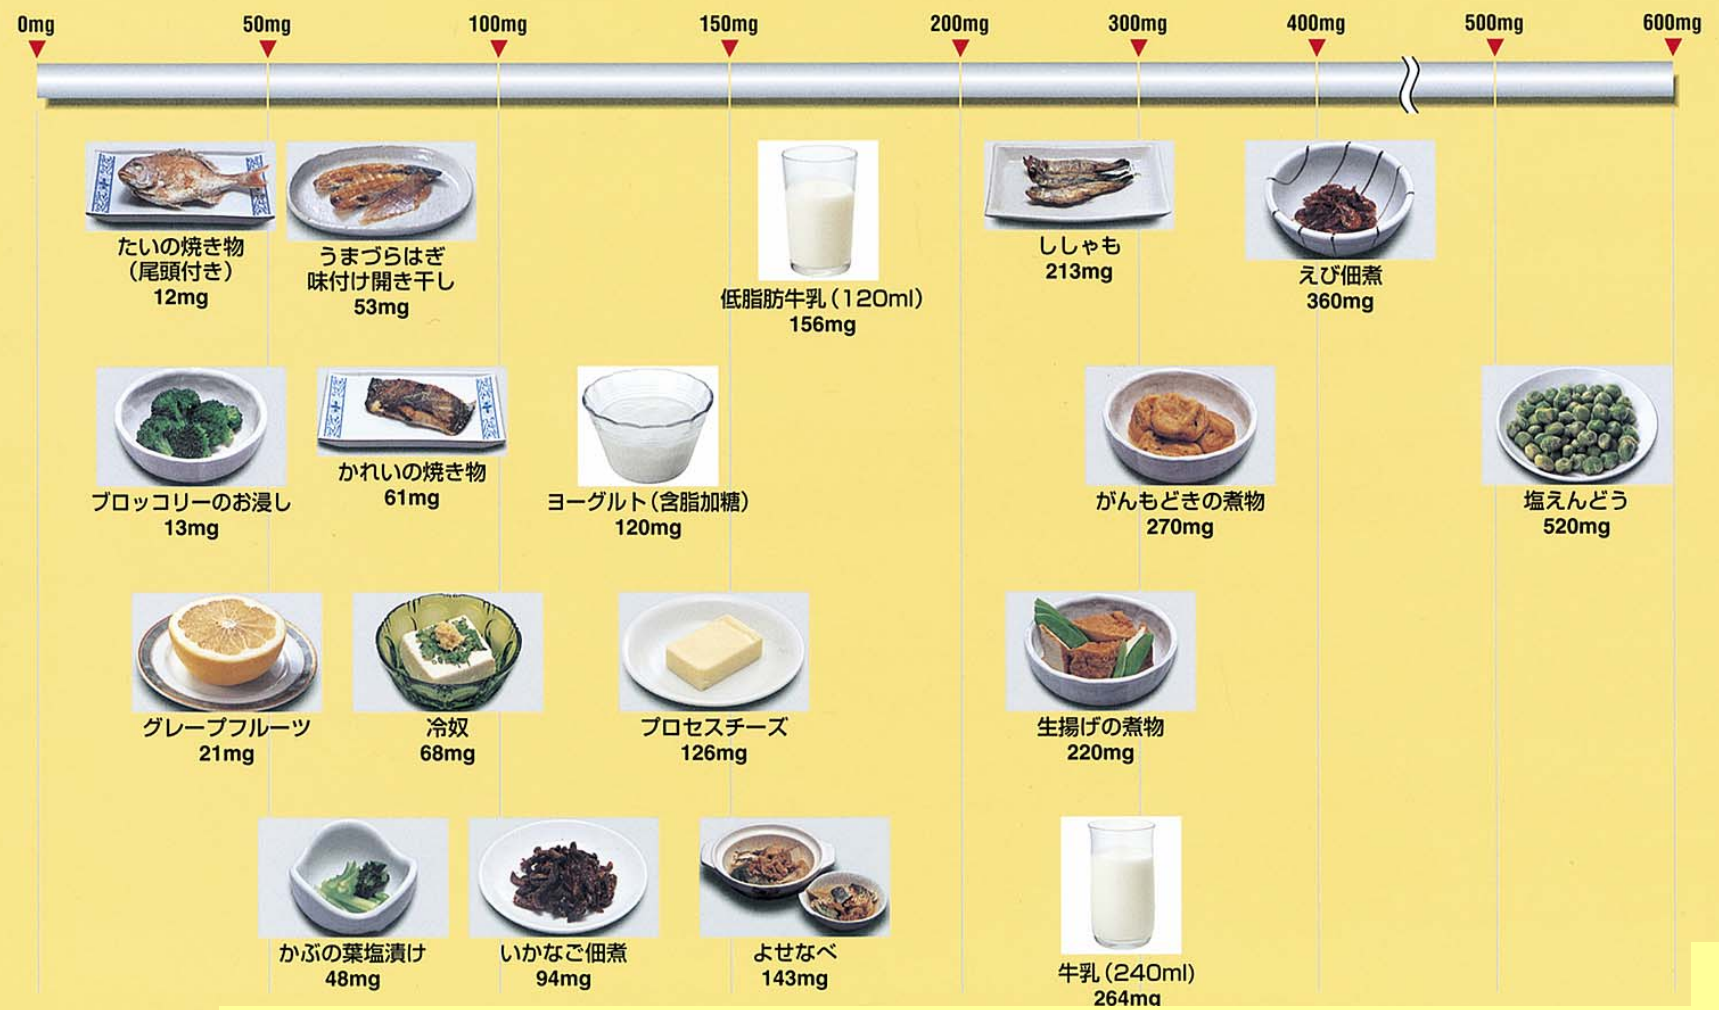 0mg 50mg 100mg 150mg 200mg 300mg 400mg 500mg 600mg
たいの焼き物
（尾頭付き）
12mg
うまづらはぎ
味付け開き干し
53mg
低脂肪牛乳（120ml）
156mg
ししゃも
213mg
えび佃煮
360mg
ブロッコリーのお浸し
13mg
かれいの焼き物
61mg
ヨーグルト（含脂加糖）
120mg
がんもどきの煮物
270mg
塩えんどう
520mg
グレープフルーツ
21mg
冷奴
68mg
プロセスチーズ
126mg
生揚げの煮物
220mg
かぶの葉塩漬け
48mg
いかなご佃煮
94mg
よせなべ
143mg
牛乳（240ml）
264mg